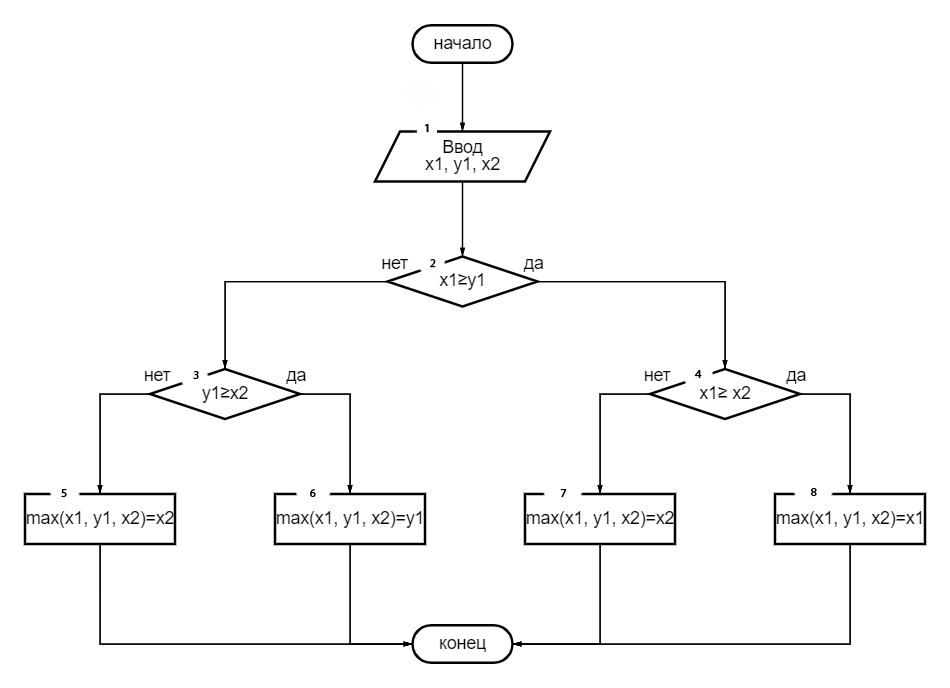 начало
1
Ввод
x1, y1, x2
нет 2 да
x1≥y1
нет 3 да
y1≥x2
нет 4 да
x1≥ x2
5
max(x1, y1, x2)=x2
6
max(x1, y1, x2)=y1
7
max(x1, y1, x2)=x2
8
max(x1, y1, x2)=x1
конец